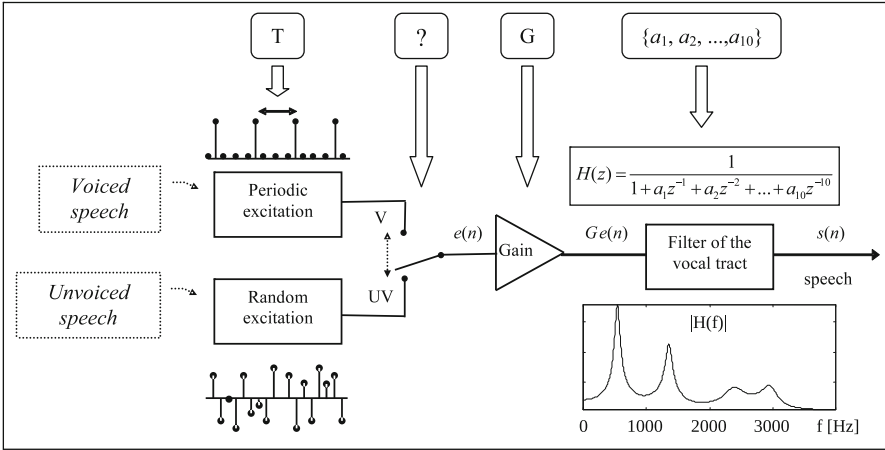 T
?
G
{a₁, a₂, ...,a₁₀}
Voiced
speech
Periodic
excitation
V
UV
Unvoiced
speech
Random
excitation
e(n)
Gain
Ge(n)
H(z) = 1 / (1 + a₁z⁻¹ + a₂z⁻² + ... + a₁₀z⁻¹⁰)
Filter of the
vocal tract
s(n)
speech
|H(f)|
0 1000 2000 3000 f [Hz]